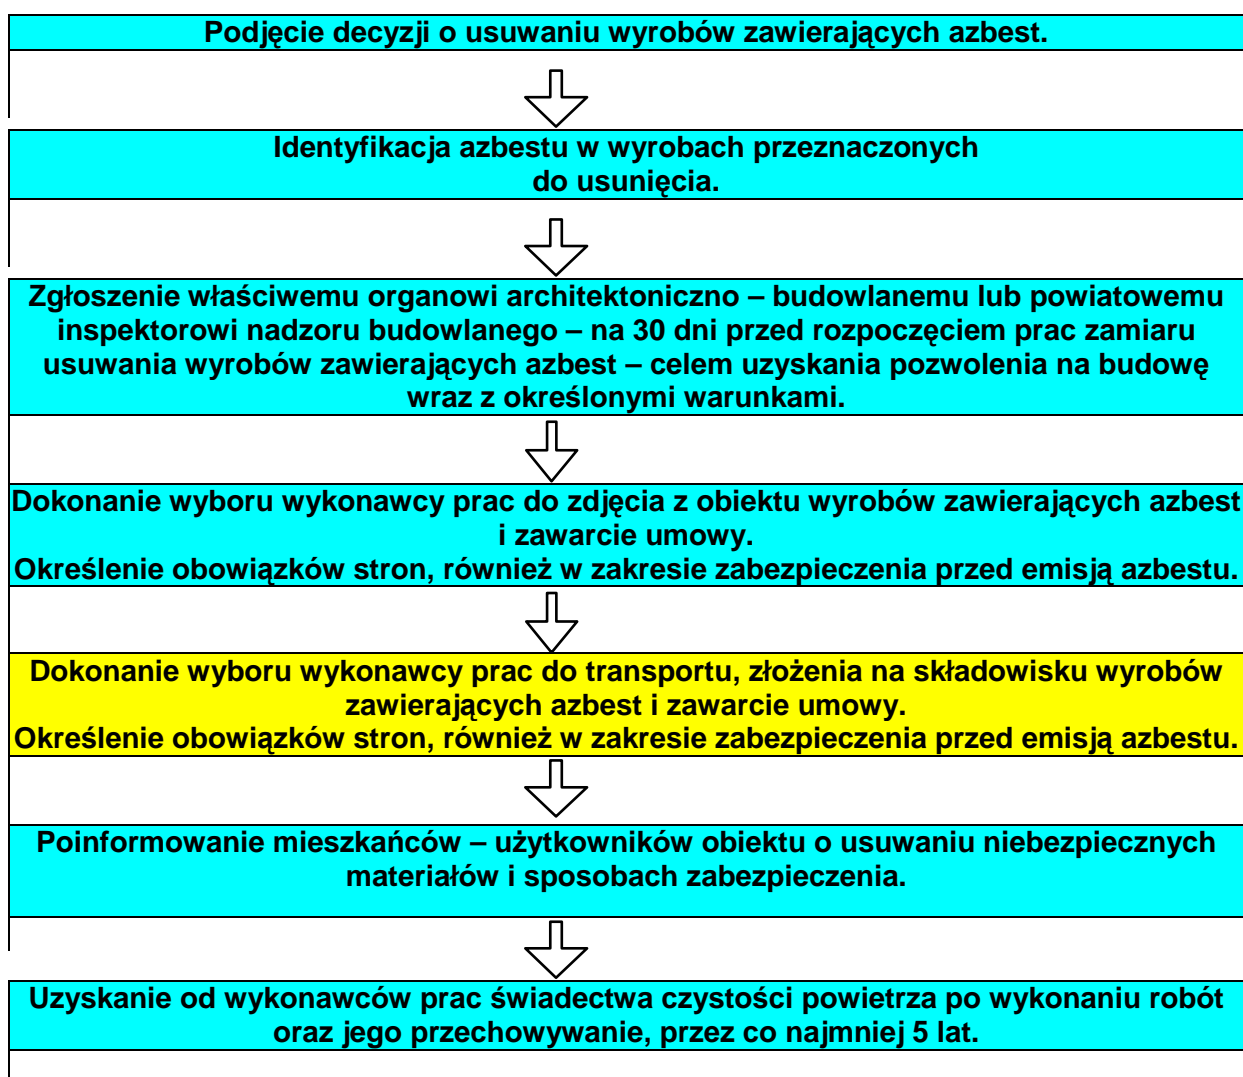 Podjęcie decyzji o usuwaniu wyrobów zawierających azbest.
Identyfikacja azbestu w wyrobach przeznaczonych
do usunięcia.
Zgłoszenie właściwemu organowi architektoniczno – budowlanemu lub powiatowemu
inspektorowi nadzoru budowlanego – na 30 dni przed rozpoczęciem prac zamiaru
usuwania wyrobów zawierających azbest – celem uzyskania pozwolenia na budowę
wraz z określonymi warunkami.
Dokonanie wyboru wykonawcy prac do zdjęcia z obiektu wyrobów zawierających azbest
i zawarcie umowy.
Określenie obowiązków stron, również w zakresie zabezpieczenia przed emisją azbestu.
Dokonanie wyboru wykonawcy prac do transportu, złożenia na składowisku wyrobów
zawierających azbest i zawarcie umowy.
Określenie obowiązków stron, również w zakresie zabezpieczenia przed emisją azbestu.
Poinformowanie mieszkańców – użytkowników obiektu o usuwaniu niebezpiecznych
materiałów i sposobach zabezpieczenia.
Uzyskanie od wykonawców prac świadectwa czystości powietrza po wykonaniu robót
oraz jego przechowywanie, przez co najmniej 5 lat.